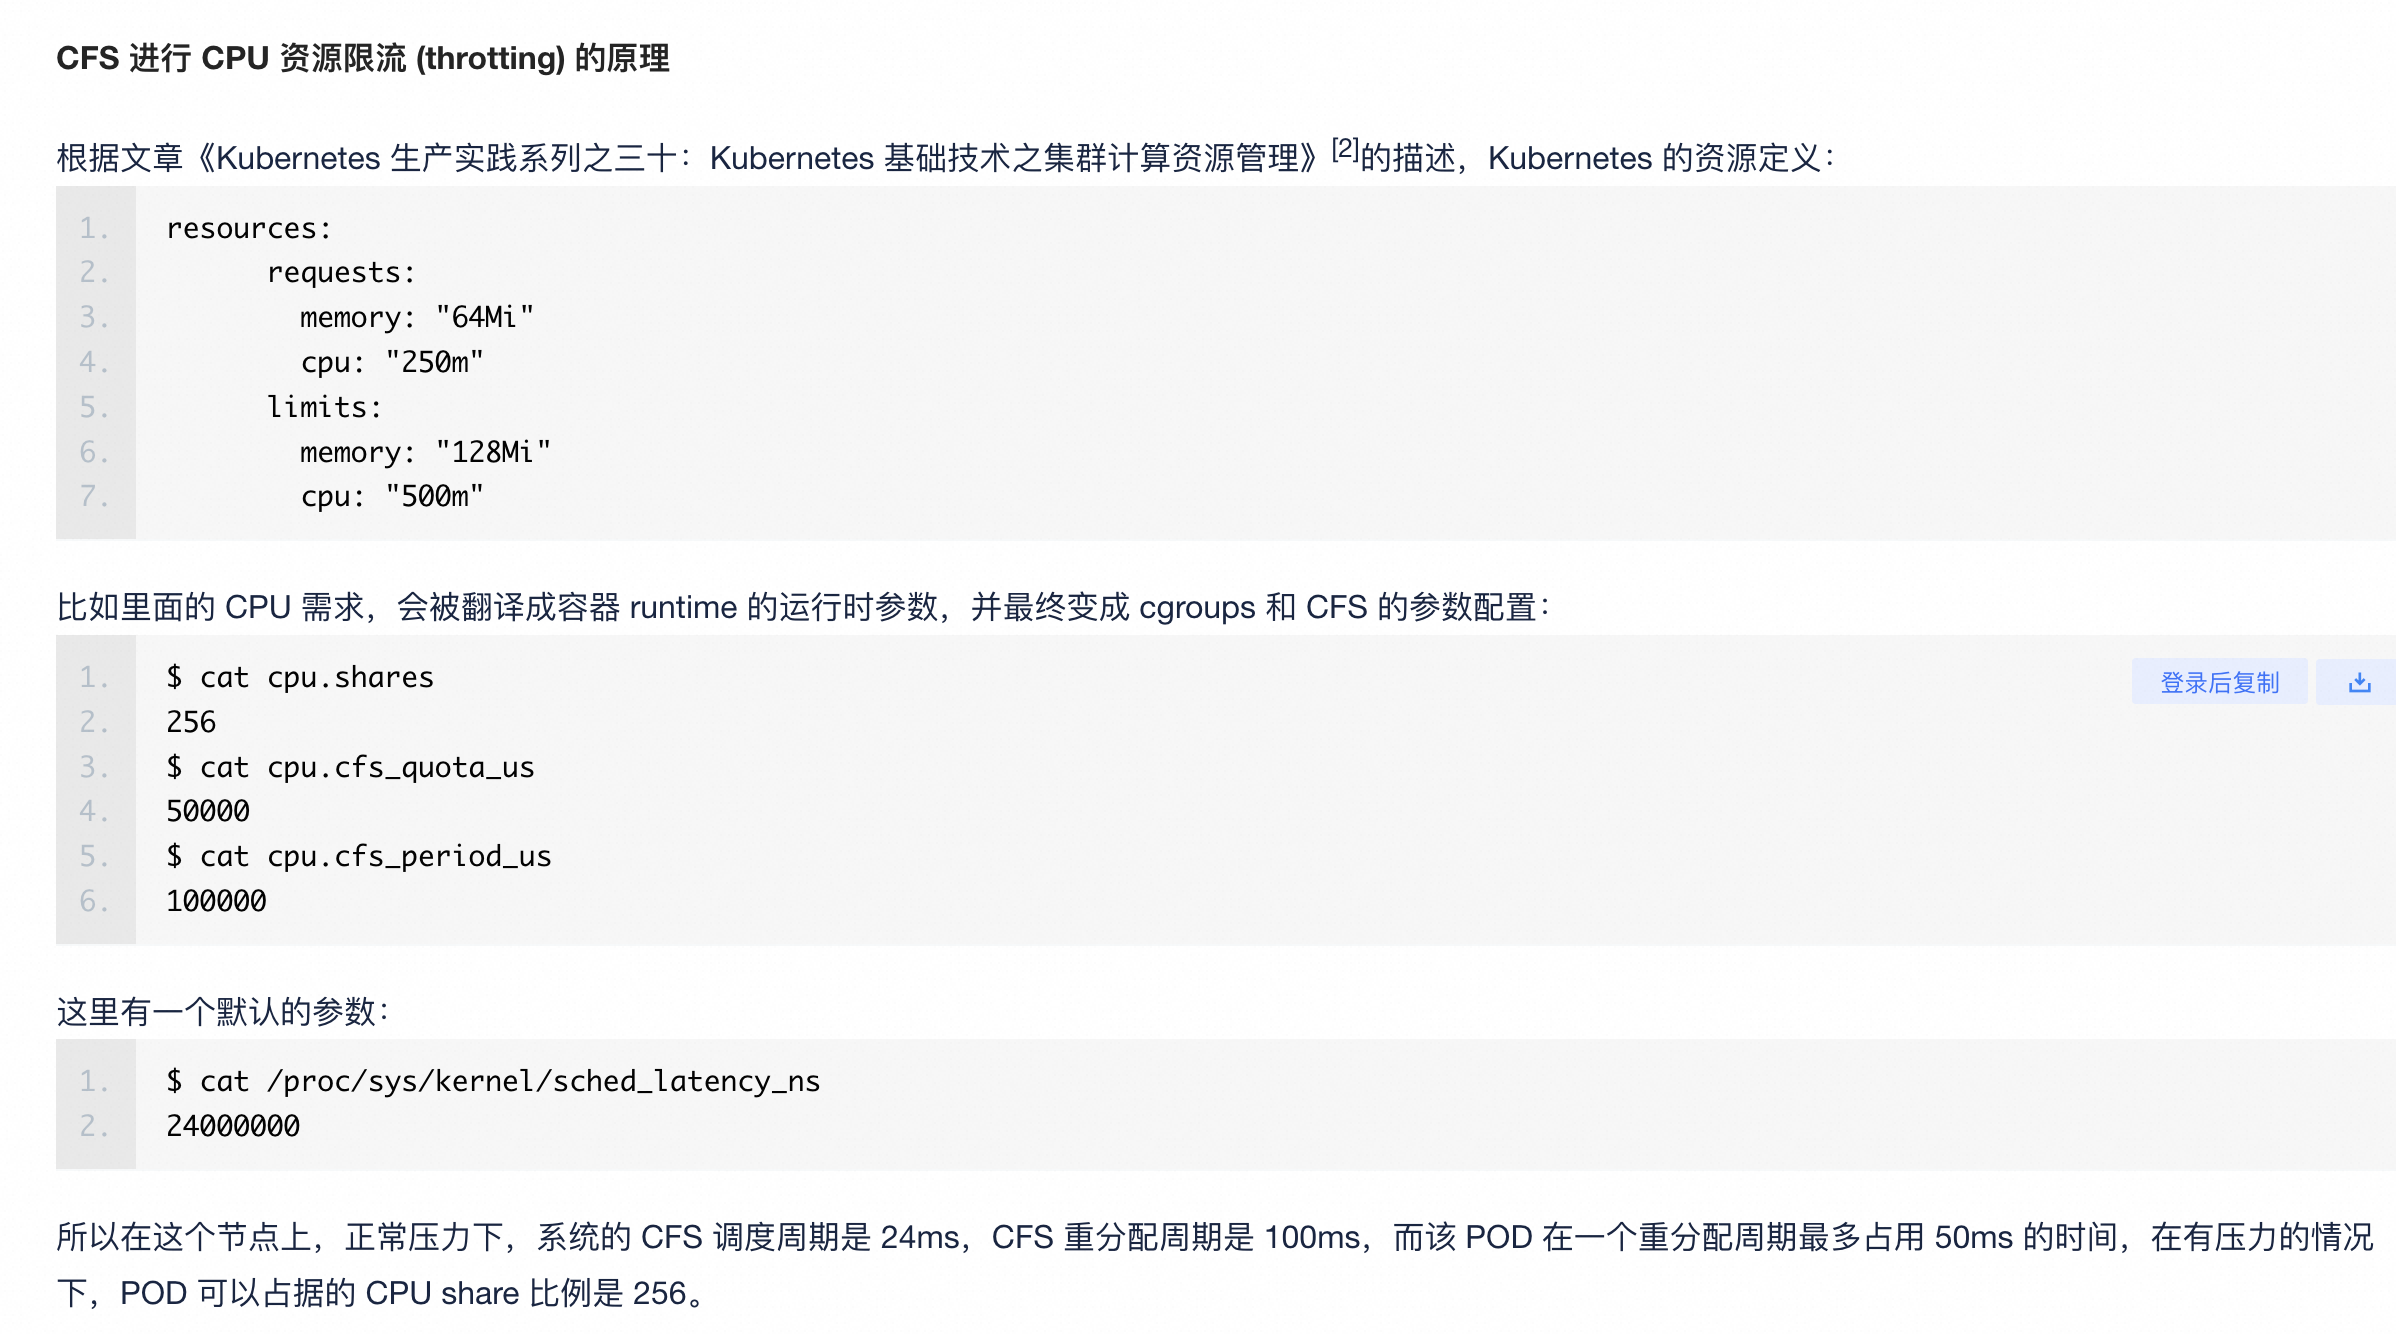 CFS 进行 CPU 资源限流 (throtting) 的原理
根据文章《Kubernetes 生产实践系列之三十：Kubernetes 基础技术之集群计算资源管理》[2]的描述，Kubernetes 的资源定义：
1. resources:
2. requests:
3. memory: "64Mi"
4. cpu: "250m"
5. limits:
6. memory: "128Mi"
7. cpu: "500m"
比如里面的 CPU 需求，会被翻译成容器 runtime 的运行时参数，并最终变成 cgroups 和 CFS 的参数配置：
1. $ cat cpu.shares
登录后复制
2. 256
3. $ cat cpu.cfs_quota_us
4. 50000
5. $ cat cpu.cfs_period_us
6. 100000
这里有一个默认的参数：
1. $ cat /proc/sys/kernel/sched_latency_ns
2. 24000000
所以在这个节点上，正常压力下，系统的 CFS 调度周期是 24ms，CFS 重分配周期是 100ms，而该 POD 在一个重分配周期最多占用 50ms 的时间，在有压力的情况
下，POD 可以占据的 CPU share 比例是 256。